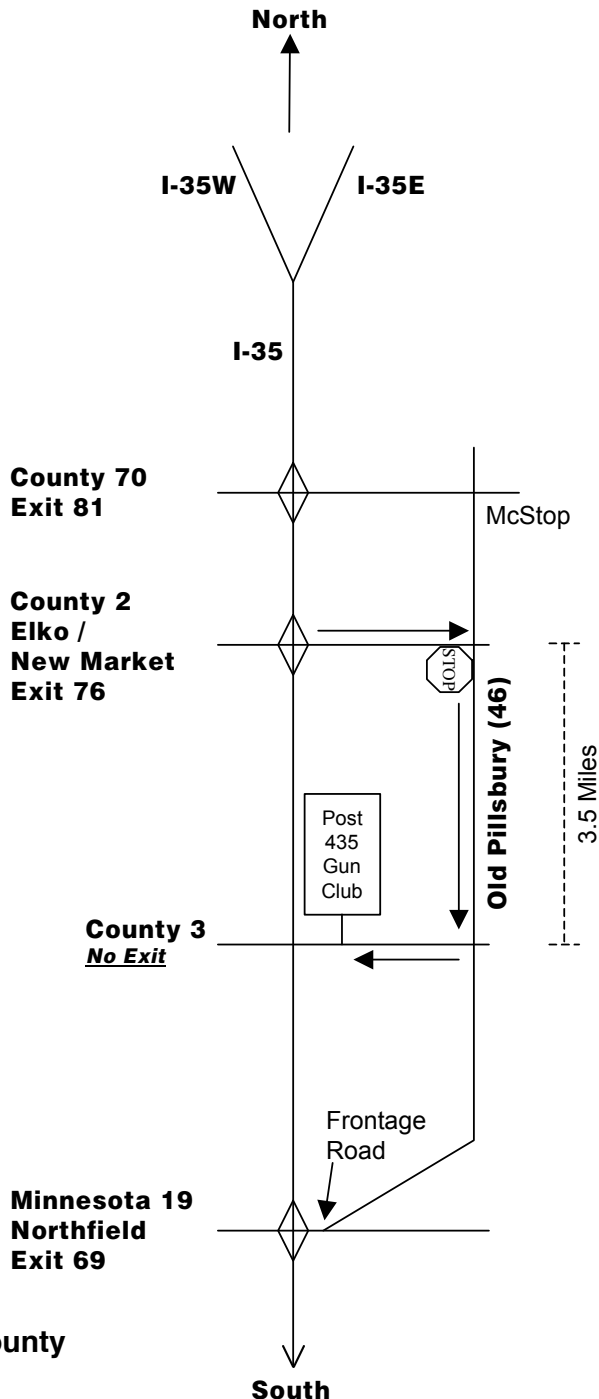 North
I-35W
I-35E
I-35
County 70
Exit 81
McStop
County 2
Elko /
New Market
Exit 76
STOP
Old Pillsbury (46)
3.5 Miles
Post
435
Gun
Club
County 3
No Exit
Frontage
Road
Minnesota 19
Northfield
Exit 69
South